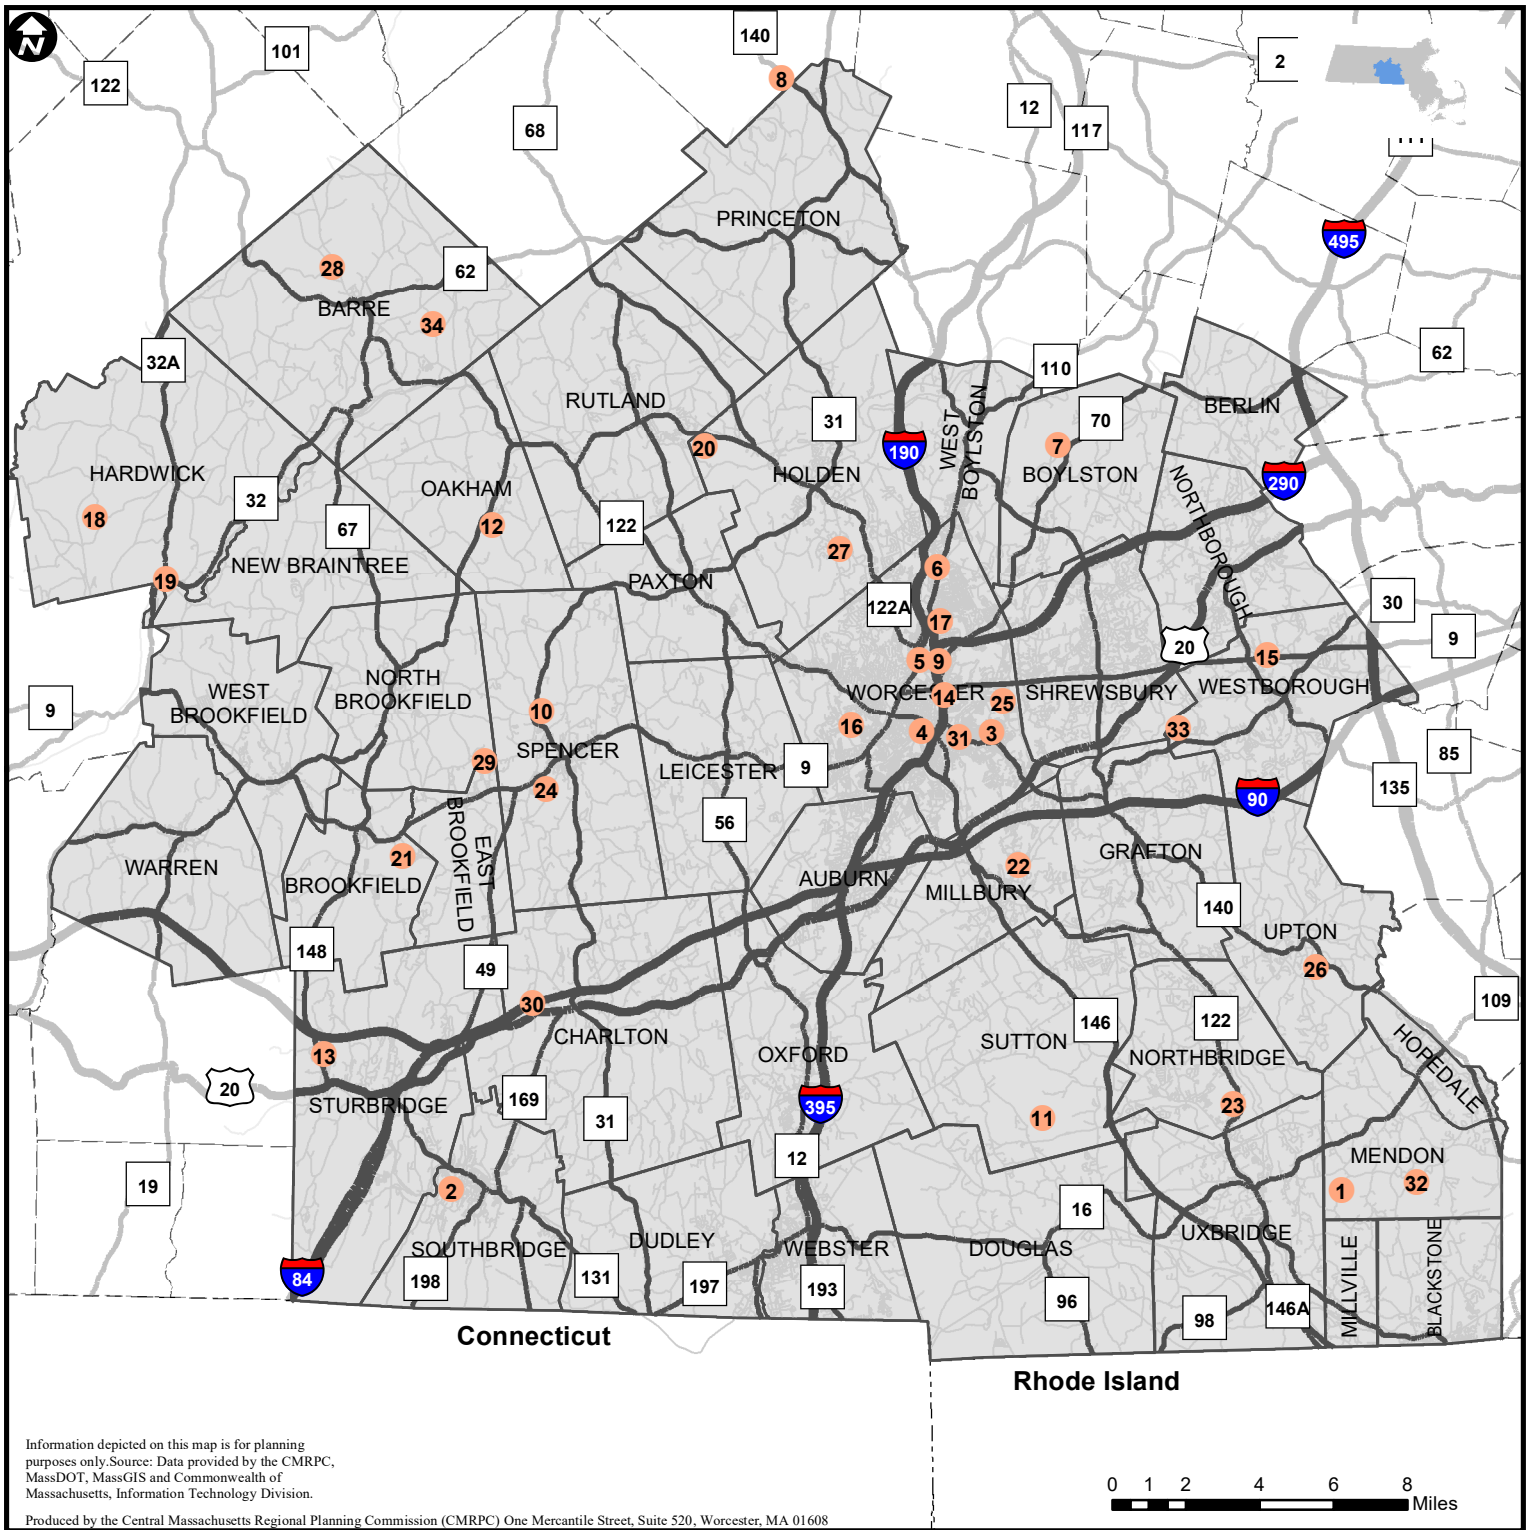 N
140
101
2
122
8
12
68
117
PRINCETON
495
28
62
BARRE
34
32A
62
110
RUTLAND
BERLIN
31
70
WEST
BOYLSTON
190
7
20
HARDWICK
HOLDEN
BOYLSTON
290
OAKHAM
32
18
12
122
67
NORTHBOROUGH
27
NEW BRAINTREE
6
19
PAXTON
122A
30
17
9
20
5 9
15
NORTH
BROOKFIELD
WEST
BROOKFIELD
WORCESTER
14
25
SHREWSBURY
WESTBOROUGH
9
10
16
4
31
3
33
SPENCER
29
85
LEICESTER
9
24
135
90
EAST
BROOKFIELD
56
21
GRAFTON
WARREN
BROOKFIELD
AUBURN
22
MILLBURY
140
UPTON
148
49
26
30
109
146
122
CHARLTON
SUTTON
13
OXFORD
NORTHBRIDGE
HOPEDALE
20
169
STURBRIDGE
395
23
31
11
12
MENDON
19
2
1
32
16
UXBRIDGE
DUDLEY
SOUTHBRIDGE
WEBSTER
DOUGLAS
84
198
131
197
193
96
98
146A
MILLVILLE
BLACKSTONE
Connecticut
Rhode Island
Information depicted on this map is for planning
purposes only.Source: Data provided by the CMRPC,
MassDOT, MassGIS and Commonwealth of
Massachusetts, Information Technology Division.
0 1 2 4 6 8
Miles
Produced by the Central Massachusetts Regional Planning Commission (CMRPC) One Mercantile Street, Suite 520, Worcester, MA 01608